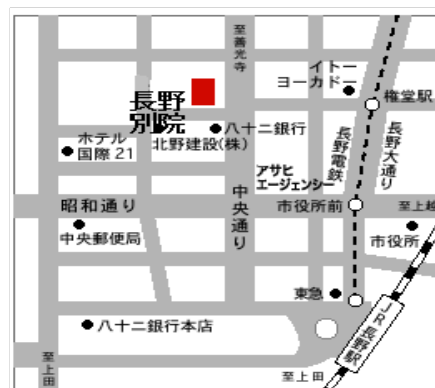 至善光寺
イトー
ヨーカドー
権堂駅
長野
別院
八十二銀行
北野建設(株)
ホテル
国際21
長野電鉄
長野大通り
アサヒ
エージェンシー
中央通り
昭和通り
市役所前
至上越
中央郵便局
市役所
東急
八十二銀行本店
JR長野駅
至上田
至上田